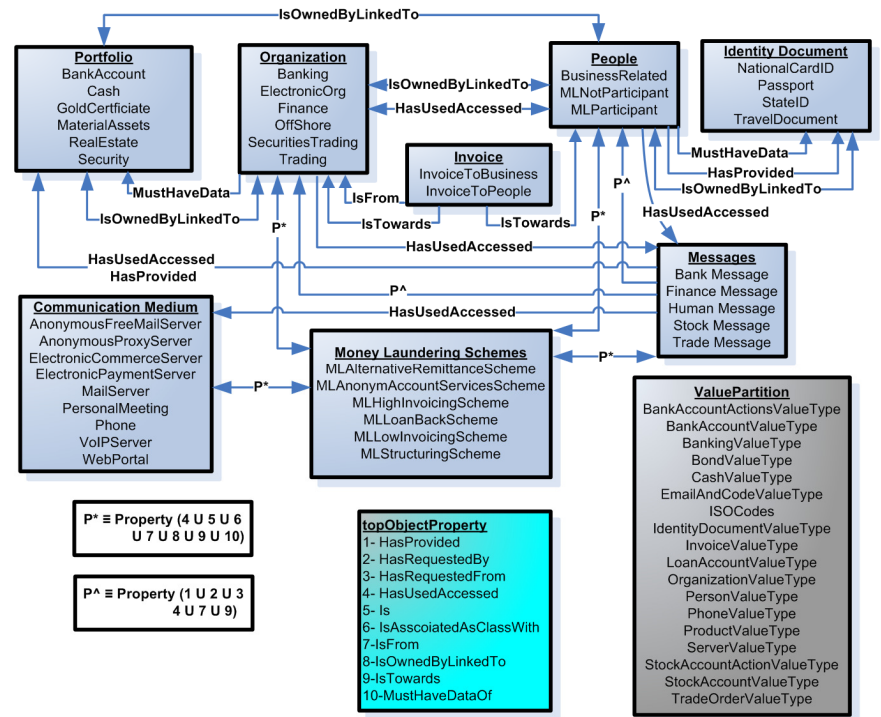 IsOwnedByLinkedTo
Portfolio
BankAccount
Cash
GoldCertficiate
MaterialAssets
RealEstate
Security
Organization
Banking
ElectronicOrg
Finance
OffShore
SecuritiesTrading
Trading
IsOwnedByLinkedTo
HasUsedAccessed
People
BusinessRelated
MLNotParticipant
MLParticipant
Identity Document
NationalCardID
Passport
StateID
TravelDocument
Invoice
InvoiceToBusiness
InvoiceToPeople
MustHaveData
HasProvided
IsOwnedByLinkedTo
MustHaveData
IsOwnedByLinkedTo
IsFrom
IsTowards
IsTowards
P*
P*
P^
HasUsedAccessed
HasUsedAccessed
HasUsedAccessed
HasProvided
P^
HasUsedAccessed
Messages
Bank Message
Finance Message
Human Message
Stock Message
Trade Message
Communication Medium
AnonymousFreeMailServer
AnonymousProxyServer
ElectronicCommerceServer
ElectronicPaymentServer
MailServer
PersonalMeeting
Phone
VoIPServer
WebPortal
P*
Money Laundering Schemes
MLAlternativeRemittanceScheme
MLAnonymAccountServicesScheme
MLHighInvoicingScheme
MLLoanBackScheme
MLLowInvoicingScheme
MLStructuringScheme
P*
ValuePartition
BankAccountActionsValueType
BankAccountValueType
BankingValueType
BondValueType
CashValueType
EmailAndCodeValueType
ISOCodes
IdentityDocumentValueType
InvoiceValueType
LoanAccountValueType
OrganizationValueType
PersonValueType
PhoneValueType
ProductValueType
ServerValueType
StockAccountActionValueType
StockAccountValueType
TradeOrderValueType
P* ≡ Property (4 U 5 U 6
U 7 U 8 U 9 U 10)
P^ ≡ Property (1 U 2 U 3
4 U 7 U 9)
topObjectProperty
1- HasProvided
2- HasRequestedBy
3- HasRequestedFrom
4- HasUsedAccessed
5- Is
6- IsAsscoiatedAsClassWith
7-IsFrom
8-IsOwnedByLinkedTo
9-IsTowards
10-MustHaveDataOf